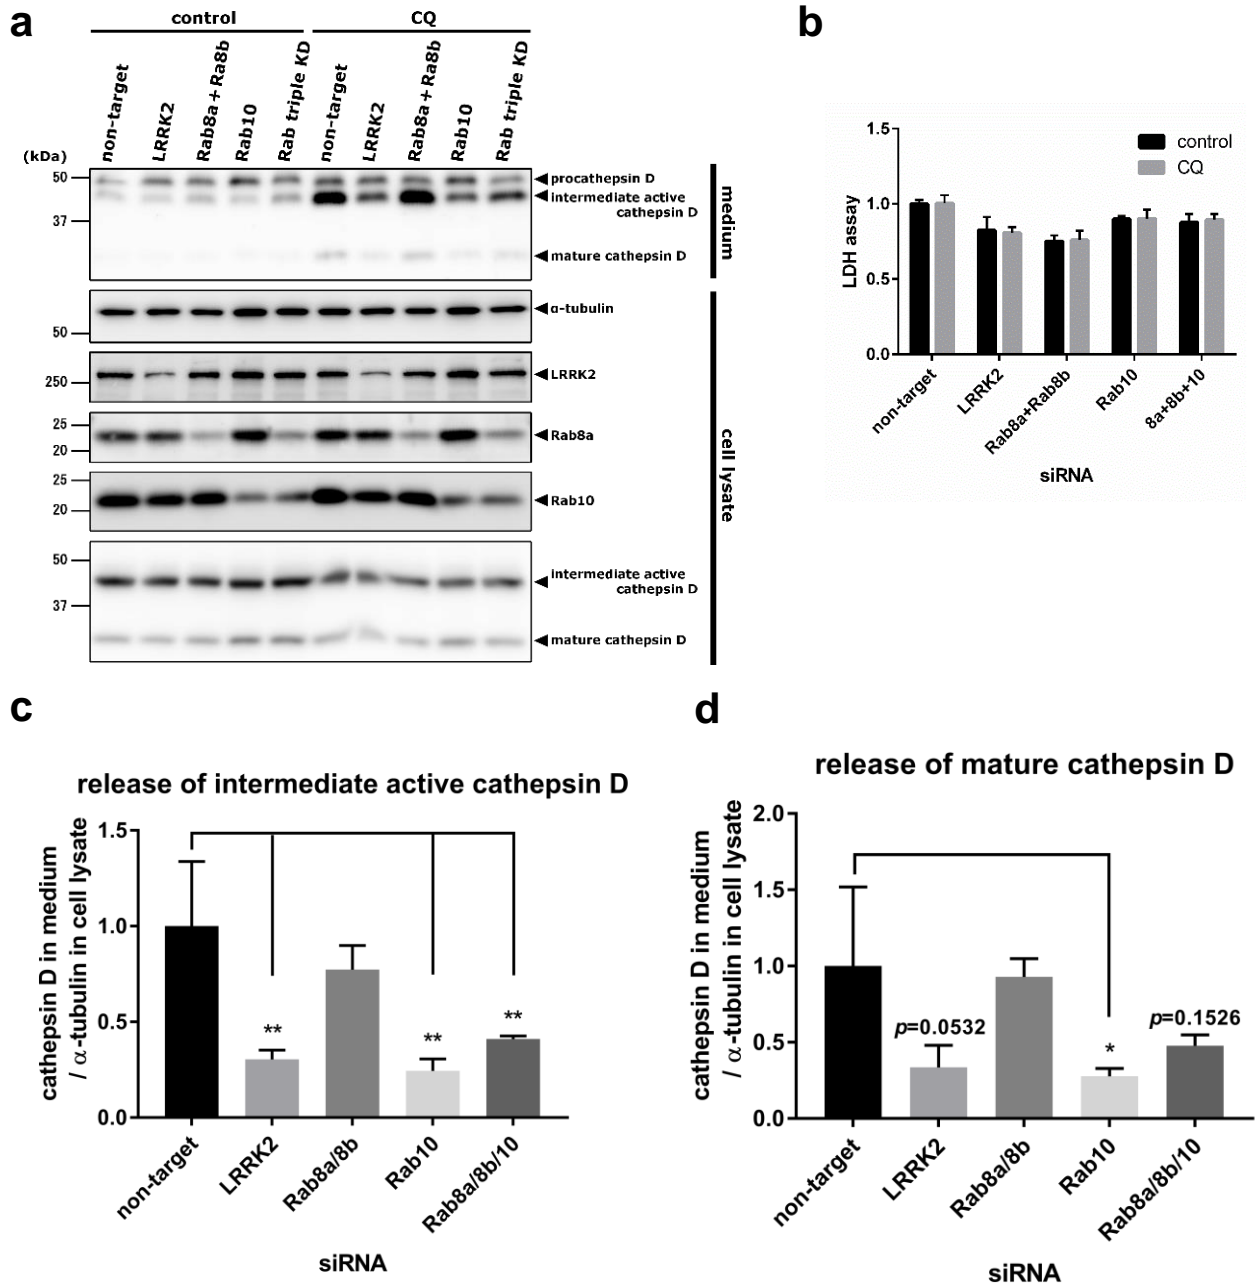 a
control
CQ
non-target
LRRK2
Rab8a+Ra8b
Rab10
Rab triple KD
non-target
LRRK2
Rab8a+Ra8b
Rab10
Rab triple KD
(kDa)
50
37
procathepsin D
intermediate active
cathepsin D
mature cathepsin D
medium
50
α-tubulin
250
LRRK2
25
20
Rab8a
25
20
Rab10
50
37
intermediate active
cathepsin D
mature cathepsin D
cell lysate
b
1.5
1.0
0.5
0.0
LDH assay
control
CQ
non-target
LRRK2
Rab8a+Rab8b
Rab10
8a+8b+10
siRNA
c
release of intermediate active cathepsin D
cathepsin D in medium
/ α-tubulin in cell lysate
1.5
1.0
0.5
0.0
**
**
**
non-target
LRRK2
Rab8a/8b
Rab10
Rab8a/8b/10
siRNA
d
release of mature cathepsin D
cathepsin D in medium
/ α-tubulin in cell lysate
2.0
1.5
1.0
0.5
0.0
p=0.0532
*
p=0.1526
non-target
LRRK2
Rab8a/8b
Rab10
Rab8a/8b/10
siRNA